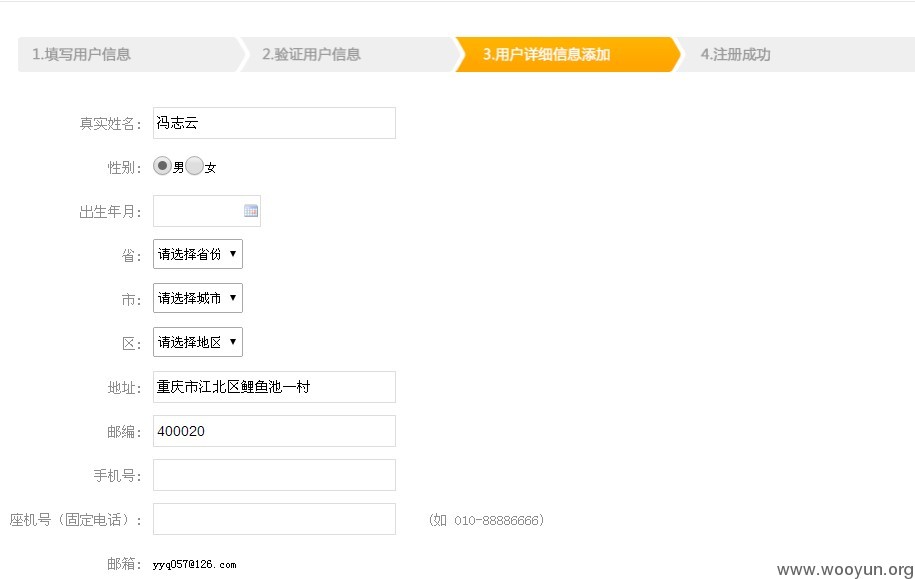 1.填写用户信息 2.验证用户信息 3.用户详细信息添加 4.注册成功
真实姓名： 冯志云
性别： 男 女
出生年月：
省： 请选择省份
市： 请选择城市
区： 请选择地区
地址： 重庆市江北区鲤鱼池一村
邮编： 400020
手机号：
座机号（固定电话）： （如 010-88886666）
邮箱： yyq057@126.com
www.wooyun.org